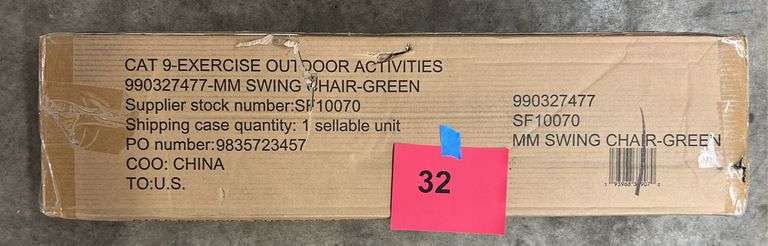 CAT 9-EXERCISE OUTDOOR ACTIVITIES
990327477-MM SWING CHAIR-GREEN
Supplier stock number:SF10070
Shipping case quantity: 1 sellable unit
PO number:9835723457
COO: CHINA
TO:U.S.
990327477
SF10070
MM SWING CHAIR-GREEN
32